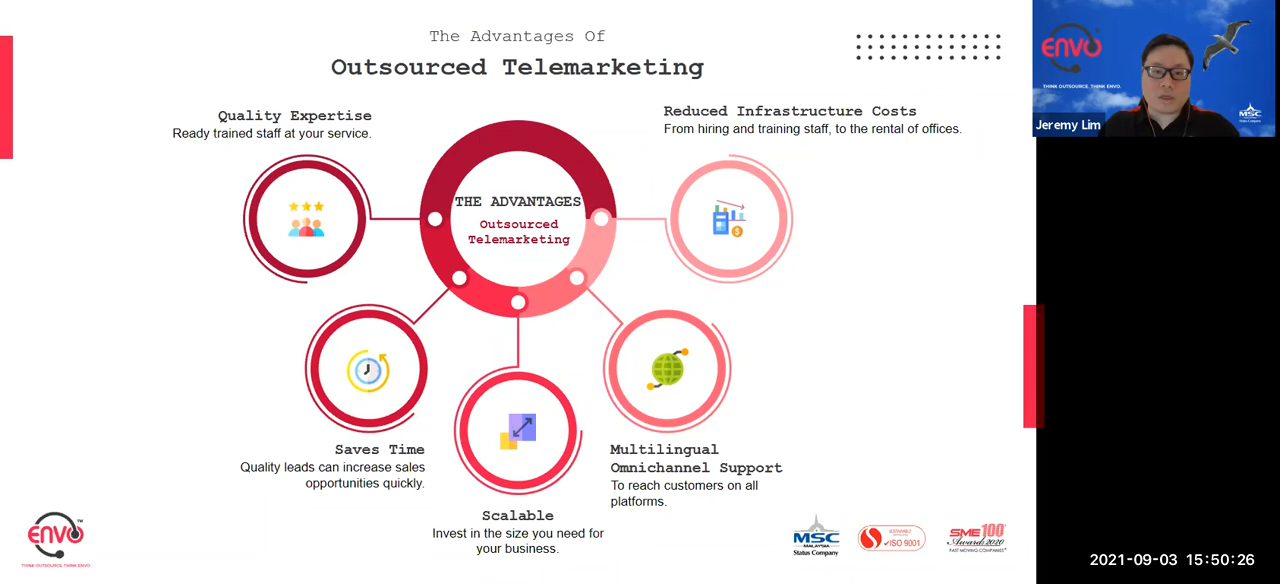 The Advantages Of
Outsourced Telemarketing
Quality Expertise
Ready trained staff at your service.
Reduced Infrastructure Costs
From hiring and training staff, to the rental of offices.
THE ADVANTAGES
Outsourced
Telemarketing
Saves Time
Quality leads can increase sales
opportunities quickly.
Scalable
Invest in the size you need for
your business.
Multilingual
Omnichannel Support
To reach customers on all
platforms.
ENVO™
THINK OUTSOURCE. THINK ENVO.
MSC
MALAYSIA
Status Company
ISO 9001
SME100
Awards 2020
FAST MOVING COMPANIES
ENVO
THINK OUTSOURCE. THINK ENVO.
MSC
Jeremy Lim
2021-09-03 15:50:26